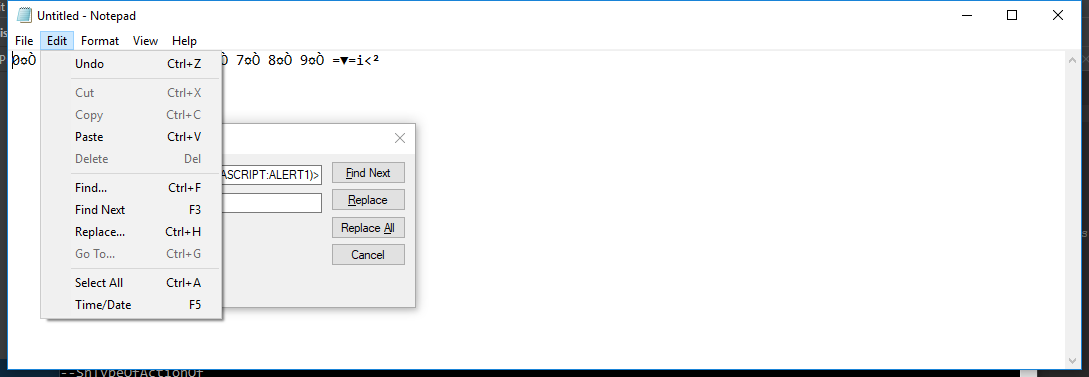 Untitled - Notepad
File Edit Format View Help
0¤Ò Ò 7¤Ò 8¤Ò 9¤Ò =▼=i<²
Undo Ctrl+Z
Cut Ctrl+X
Copy Ctrl+C
Paste Ctrl+V
Delete Del
Find... Ctrl+F
Find Next F3
Replace... Ctrl+H
Go To... Ctrl+G
Select All Ctrl+A
Time/Date F5
ASCRIPT:ALERT1)>
Find Next
Replace
Replace All
Cancel
--ShTypeOfActionOf